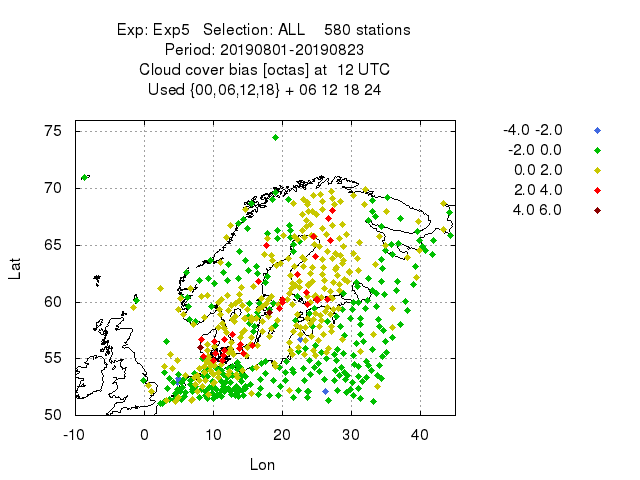 Exp: Exp5 Selection: ALL 580 stations
Period: 20190801-20190823
Cloud cover bias [octas] at 12 UTC
Used {00,06,12,18} + 06 12 18 24
-4.0 -2.0
-2.0 0.0
0.0 2.0
2.0 4.0
4.0 6.0
75
70
65
60
55
50
Lat
-10 0 10 20 30 40
Lon